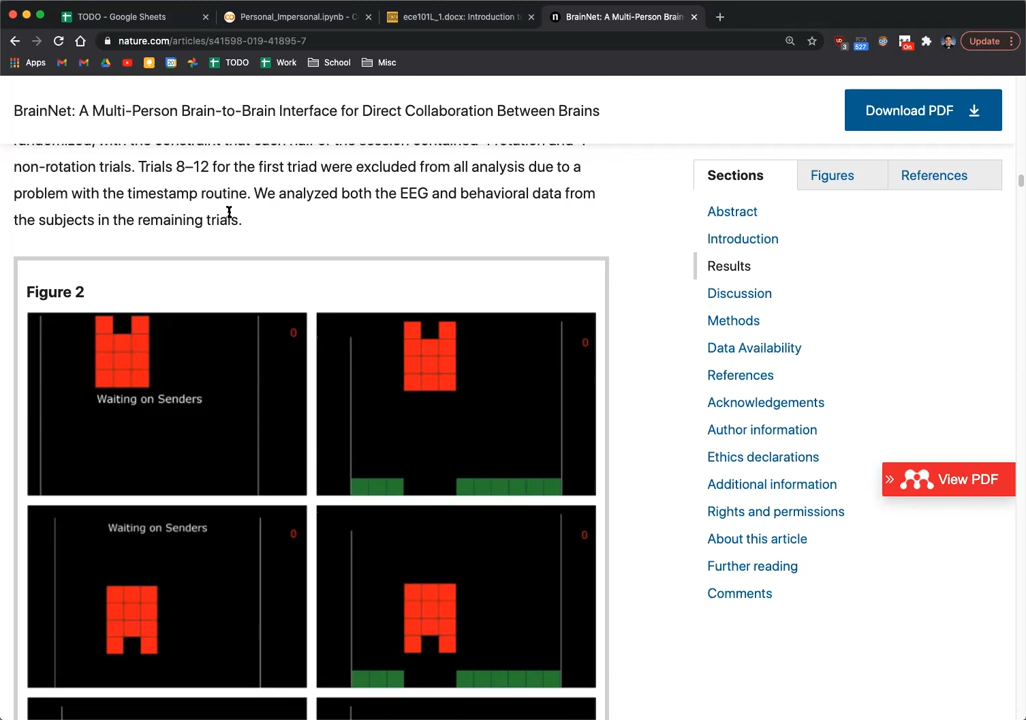 TODO - Google Sheets
Personal_Impersonal.ipynb - C
ece101L_1.docx: Introduction t
BrainNet: A Multi-Person Brain
nature.com/articles/s41598-019-41895-7
3
527
On
Update
Apps
TODO
Work
School
Misc
BrainNet: A Multi-Person Brain-to-Brain Interface for Direct Collaboration Between Brains
Download PDF
non-rotation trials. Trials 8–12 for the first triad were excluded from all analysis due to a
problem with the timestamp routine. We analyzed both the EEG and behavioral data from
the subjects in the remaining trials.
Figure 2
0
Waiting on Senders
0
Waiting on Senders
0
0
Sections
Figures
References
Abstract
Introduction
Results
Discussion
Methods
Data Availability
References
Acknowledgements
Author information
Ethics declarations
Additional information
Rights and permissions
About this article
Further reading
Comments
» View PDF